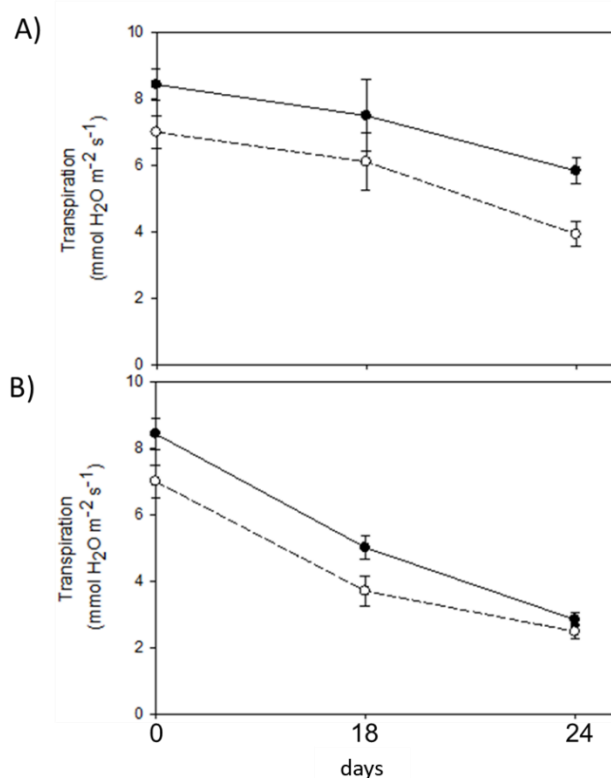 A)
10
8
6
4
2
0
Transpiration
(mmol H₂O m⁻² s⁻¹)
B)
10
8
6
4
2
0
Transpiration
(mmol H₂O m⁻² s⁻¹)
0 18 24
days